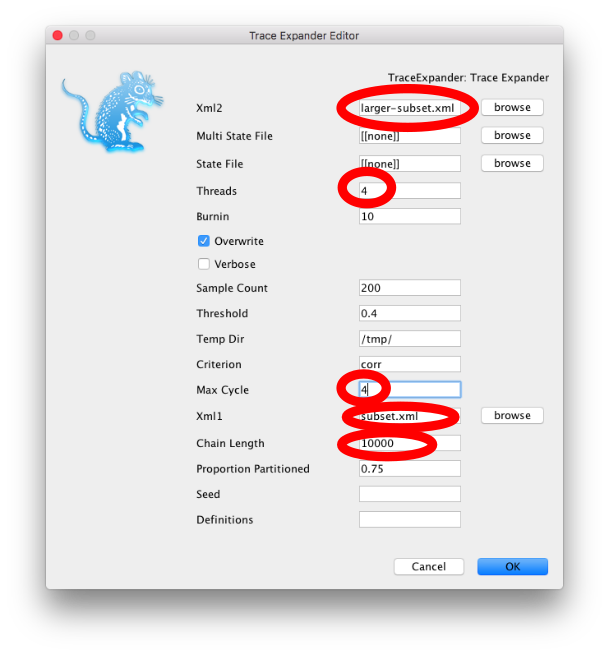 Trace Expander Editor
TraceExpander: Trace Expander
Xml2 larger-subset.xml browse
Multi State File [[none]] browse
State File [[none]] browse
Threads 4
Burnin 10
Overwrite
Verbose
Sample Count 200
Threshold 0.4
Temp Dir /tmp/
Criterion corr
Max Cycle 4
Xml1 subset.xml browse
Chain Length 10000
Proportion Partitioned 0.75
Seed
Definitions
Cancel OK